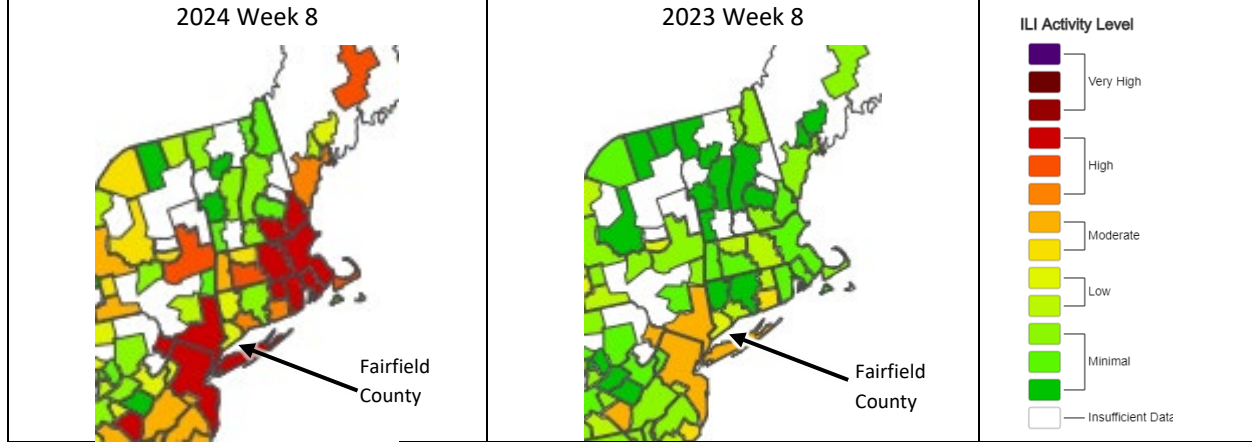 2024 Week 8
2023 Week 8
Fairfield
County
Fairfield
County
ILI Activity Level
Very High
High
Moderate
Low
Minimal
Insufficient Data